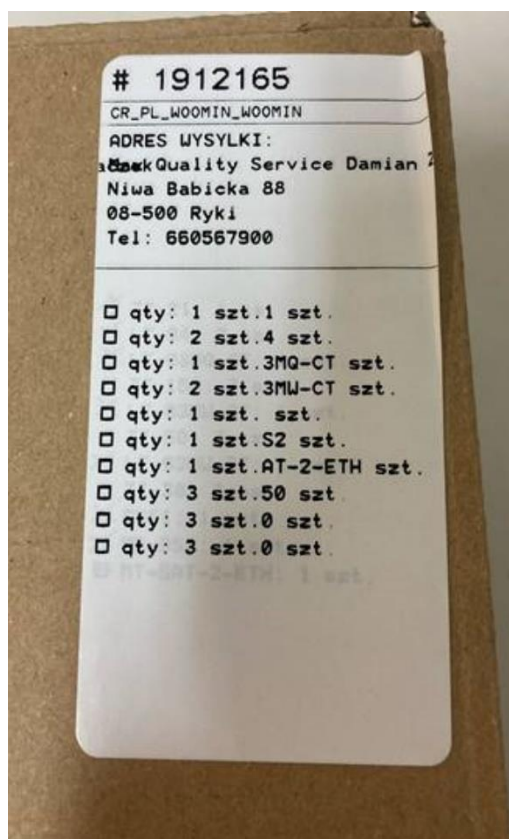 # 1912165
CR_PL_WOOMIN_WOOMIN
ADRES WYSYLKI:
Quality Service Damian
Niwa Babicka 88
08-500 Ryki
Tel: 660567900
qty: 1 szt.1 szt.
qty: 2 szt.4 szt.
qty: 1 szt.3MQ-CT szt.
qty: 2 szt.3MW-CT szt.
qty: 1 szt. szt.
qty: 1 szt.S2 szt.
qty: 1 szt.AT-2-ETH szt.
qty: 3 szt.50 szt
qty: 3 szt.0 szt
qty: 3 szt.0 szt